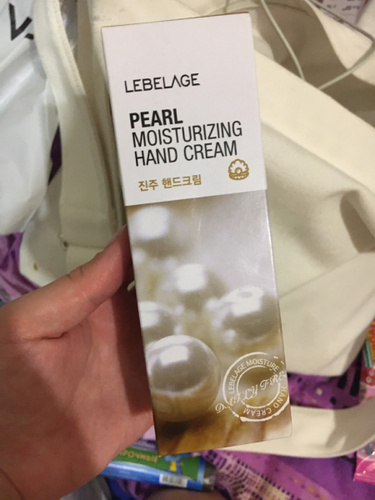 LEBELAGE
PEARL
MOISTURIZING
HAND CREAM
진주 핸드크림
LEBELAGE MOISTURE
HAND CREAM